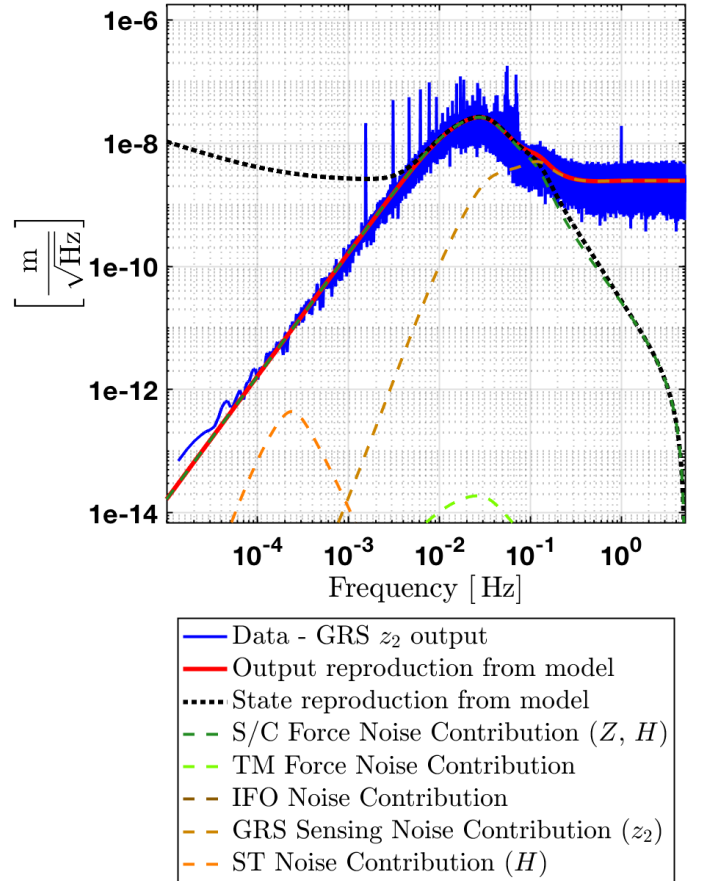 1e-6
1e-8
1e-10
1e-12
1e-14
[m/√Hz]
10^-4 10^-3 10^-2 10^-1 10^0
Frequency [Hz]
Data - GRS z_2 output
Output reproduction from model
State reproduction from model
S/C Force Noise Contribution (Z, H)
TM Force Noise Contribution
IFO Noise Contribution
GRS Sensing Noise Contribution (z_2)
ST Noise Contribution (H)